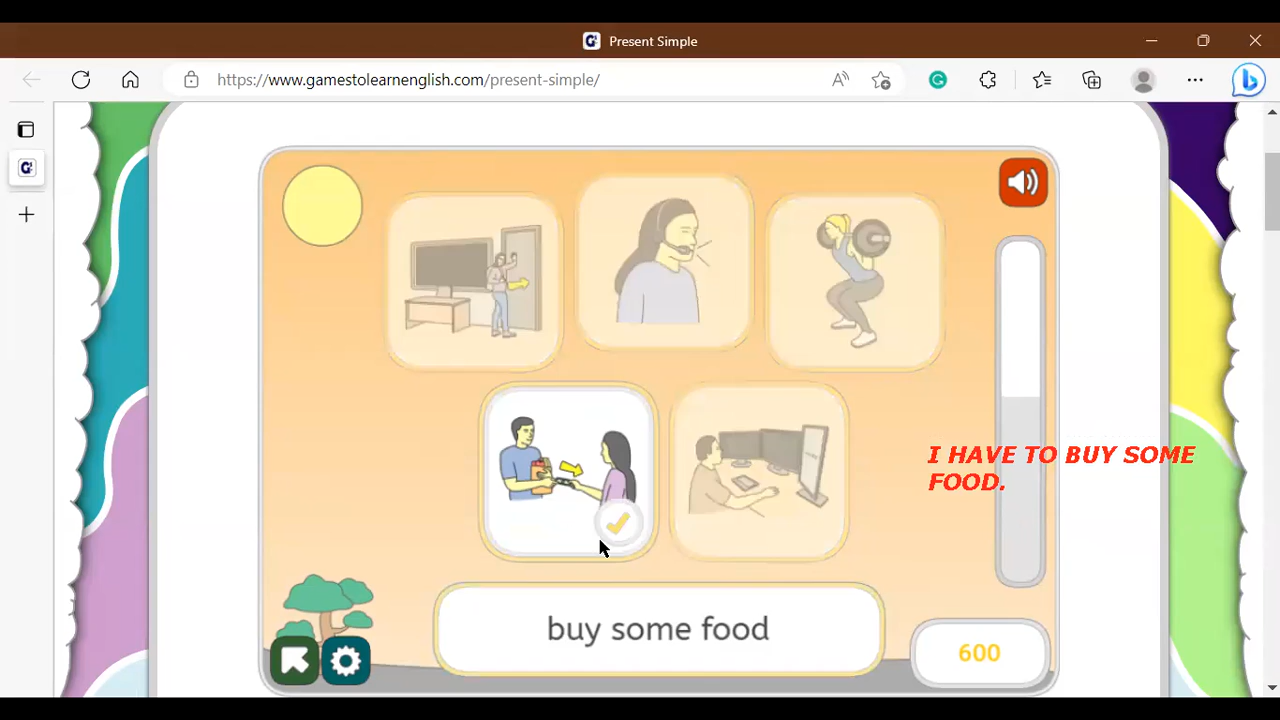 Present Simple
https://www.gamestolearnenglish.com/present-simple/
I HAVE TO BUY SOME
FOOD.
buy some food
600